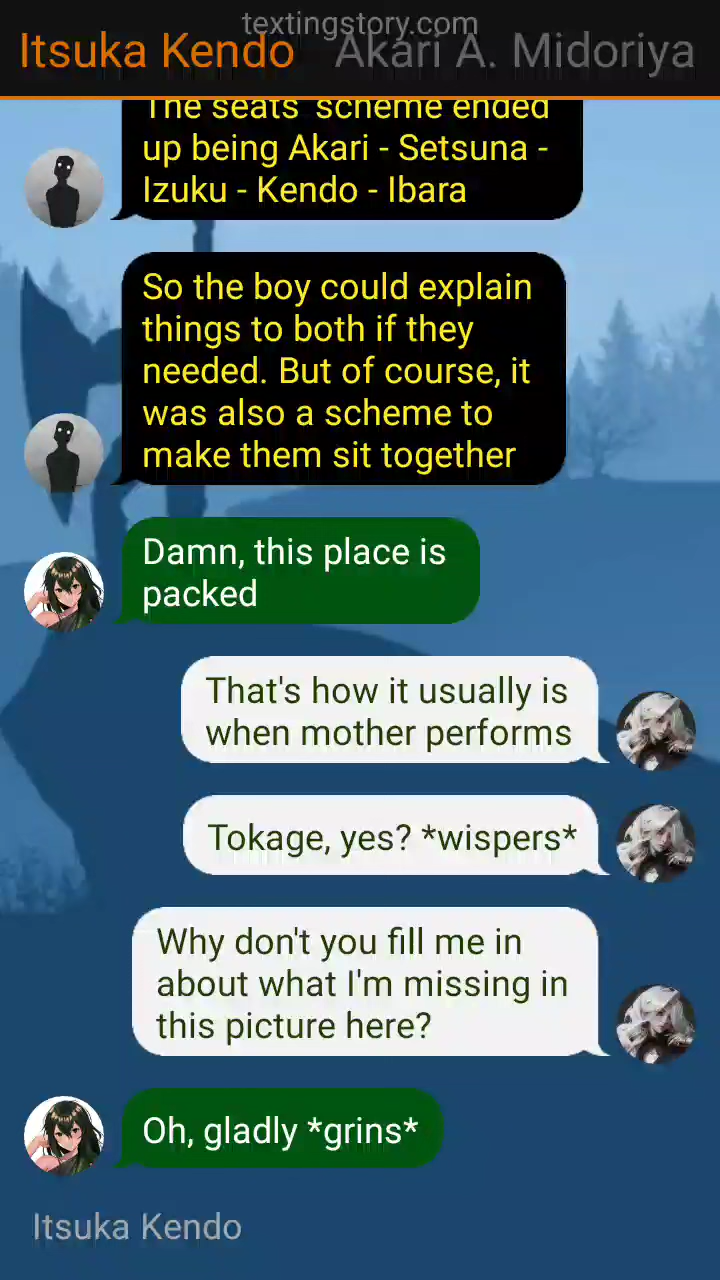 textingstory.com
Itsuka Kendo Akari A. Midoriya
The seats' scheme ended
up being Akari - Setsuna -
Izuku - Kendo - Ibara
So the boy could explain
things to both if they
needed. But of course, it
was also a scheme to
make them sit together
Damn, this place is
packed
That's how it usually is
when mother performs
Tokage, yes? *wispers*
Why don't you fill me in
about what I'm missing in
this picture here?
Oh, gladly *grins*
Itsuka Kendo